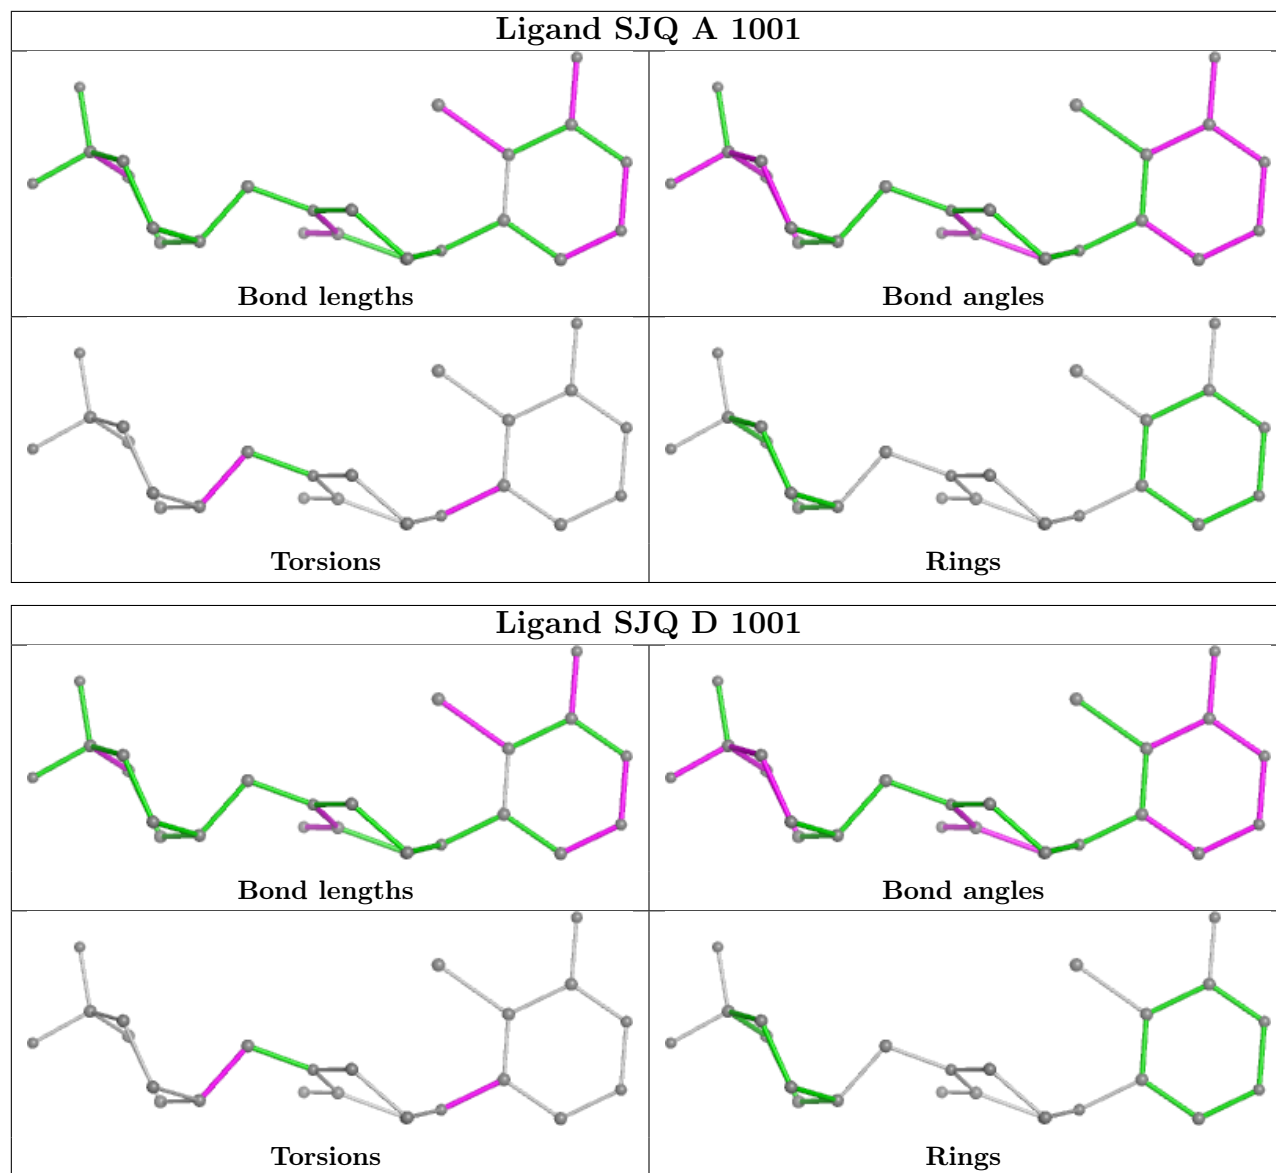 Ligand SJQ A 1001
Bond lengths
Bond angles
Torsions
Rings
Ligand SJQ D 1001
Bond lengths
Bond angles
Torsions
Rings